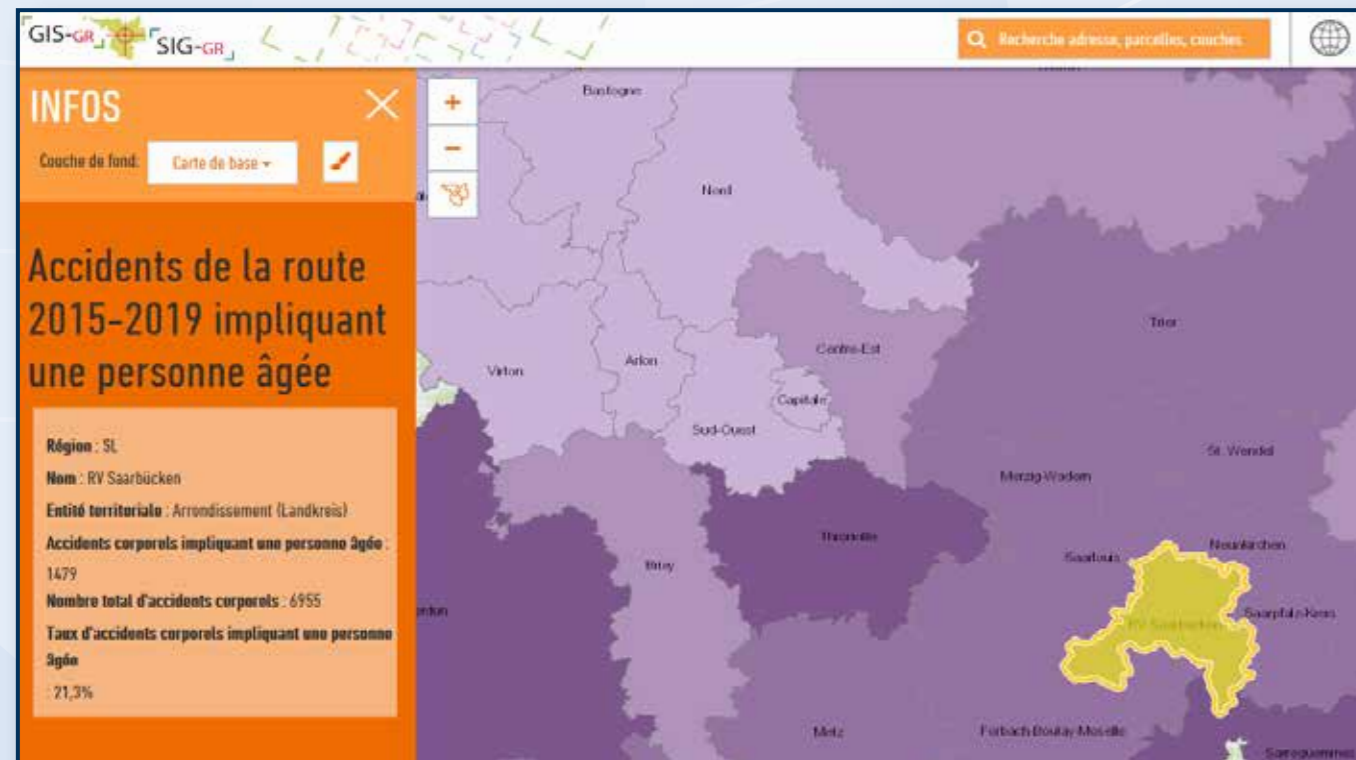 GIS-GR SIG-GR
Recherche adresse, parcelles, couches
INFOS
Couche de fond: Carte de base
Accidents de la route
2015-2019 impliquant
une personne âgée
Région : SL
Nom : RV Saarbücken
Entité territoriale : Arrondissement (Landkreis)
Accidents corporels impliquant une personne âgée :
1479
Nombre total d'accidents corporels : 6955
Taux d'accidents corporels impliquant une personne
âgée
: 21,3%
+
−
Bastogne
Nord
Trier
Centre-Est
Virton
Arlon
Capitale
Sud-Ouest
St. Wendel
Merzig-Wadern
Thionville
Neunkirchen
Saarlouis
Briey
Saarpfalz-Kreis
RV Saarbücken
Metz
Forbach-Boulay-Moselle
Sarreguemines